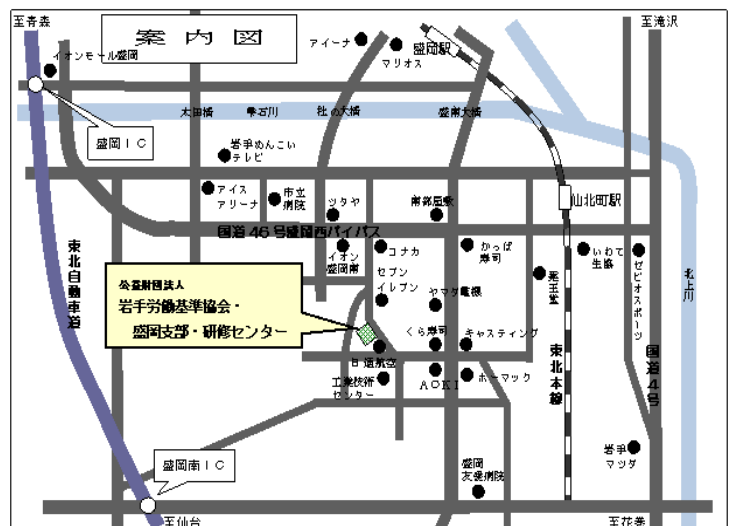 至青森
案内図
アイーナ
マリオス
盛岡駅
至滝沢
イオンモール盛岡
太田橋
雫石川
杜の大橋
盛南大橋
盛岡IC
岩手めんこい
テレビ
アイス
アリーナ
市立
病院
ツタヤ
南部屋敷
仙北町駅
国道46号盛岡西バイパス
イオン
盛岡南
コナカ
かっぱ
寿司
いわて
生協
ゼビオスポーツ
北上川
東北自動車道
公益財団法人
岩手労働基準協会・
盛岡支部・研修センター
セブン
イレブン
ヤマダ電機
くら寿司
キャスティング
日通航空
工業技術
センター
AOKI
ホーマック
東北本線
国道4号
岩手
マツダ
盛岡南IC
盛岡
友愛病院
至仙台
至花巻